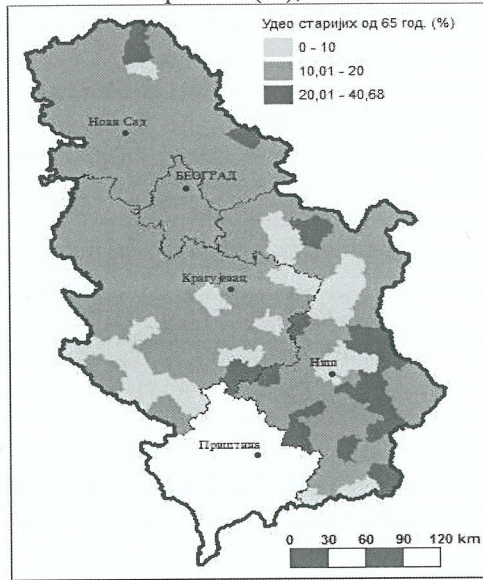 Удео старијих од 65 год. (%)
0 - 10
10,01 - 20
20,01 - 40,68
Нови Сад
БЕОГРАД
Крагујевац
Ниш
Приштина
0 30 60 90 120 km